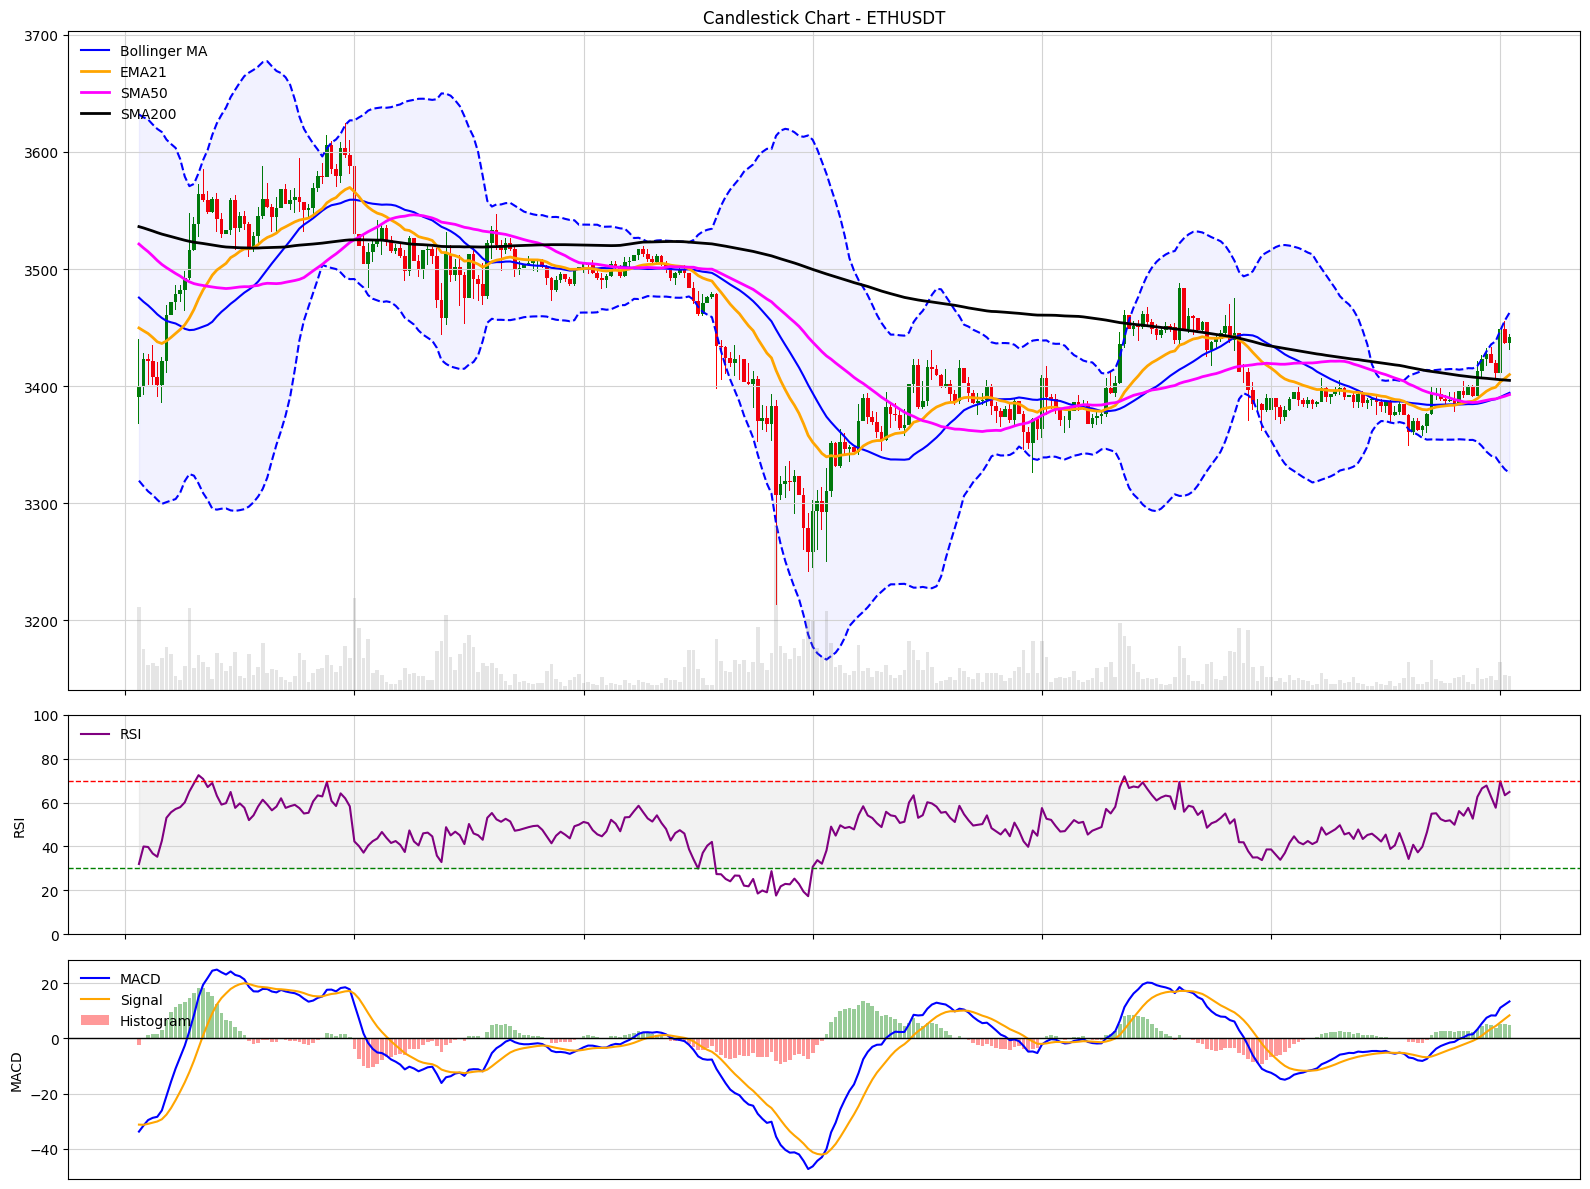 Candlestick Chart - ETHUSDT
3700
3600
3500
3400
3300
3200
Bollinger MA
EMA21
SMA50
SMA200
100
80
60
40
20
0
RSI
RSI
20
0
−20
−40
MACD
MACD
Signal
Histogram